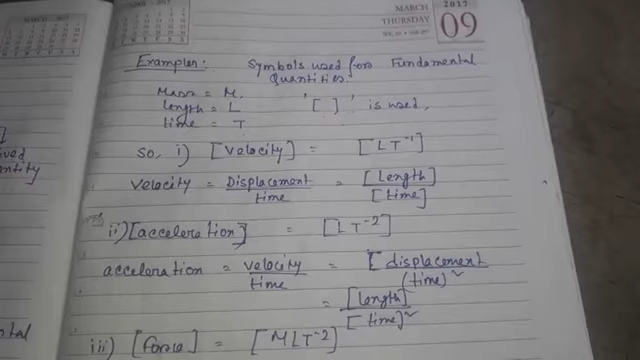 MARCH
THURSDAY
2017
09
MARCH 2017
Examples: Symbols used for Fundamental
Quantities.
Mass = M.
length = L '[ ]' is used,
time = T
So, i) [Velocity] = [LT⁻¹]
Velocity = Displacement/time = [Length]/[time]
ii) [acceleration] = [LT⁻²]
acceleration = velocity/time = [displacement/(time)²
= [length]/[time]²
iii) [force] = [MLT⁻²]